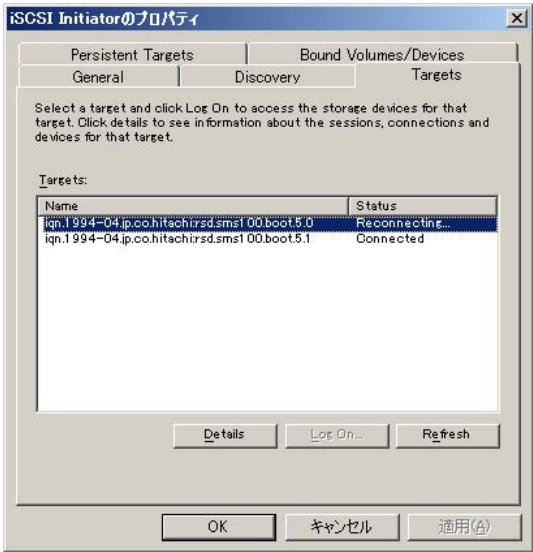 iSCSI Initiatorのプロパティ
Persistent Targets Bound Volumes/Devices
General Discovery Targets
Select a target and click Log On to access the storage devices for that
target. Click details to see information about the sessions, connections and
devices for that target.
Targets:
Name Status
iqn.1994-04.jp.co.hitachi:rsd.sms100.boot.5.0 Reconnecting...
iqn.1994-04.jp.co.hitachi:rsd.sms100.boot.5.1 Connected
Details Log On... Refresh
OK キャンセル 適用(A)